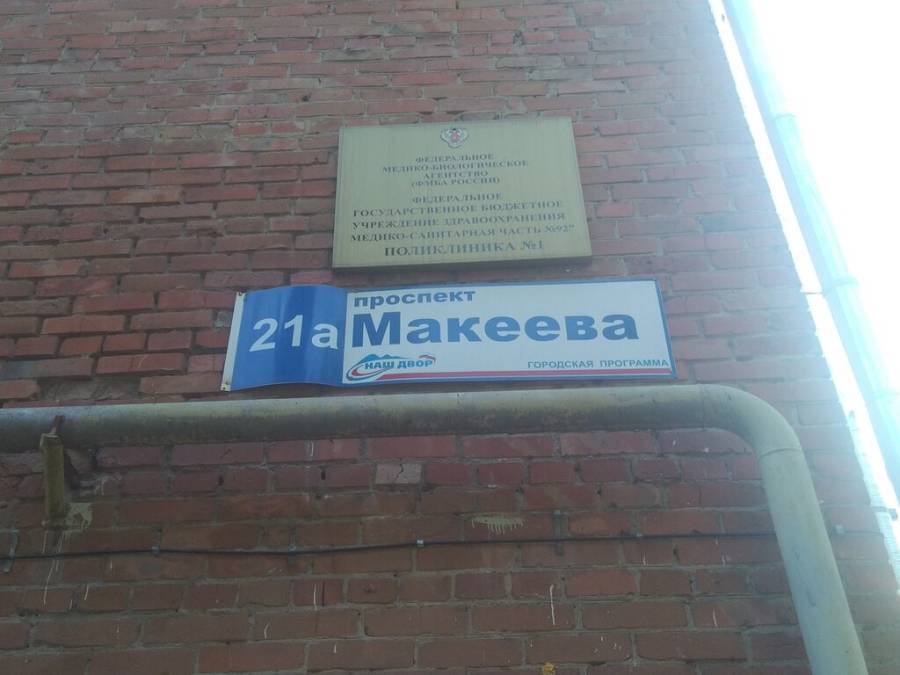 ФЕДЕРАЛЬНОЕ
МЕДИКО-БИОЛОГИЧЕСКОЕ
АГЕНТСТВО
(ФМБА РОССИИ)
ФЕДЕРАЛЬНОЕ
ГОСУДАРСТВЕННОЕ БЮДЖЕТНОЕ
УЧРЕЖДЕНИЕ ЗДРАВООХРАНЕНИЯ
МЕДИКО-САНИТАРНАЯ ЧАСТЬ №92"
ПОЛИКЛИНИКА №1
21а
проспект
Макеева
НАШ ДВОР
ГОРОДСКАЯ ПРОГРАММА